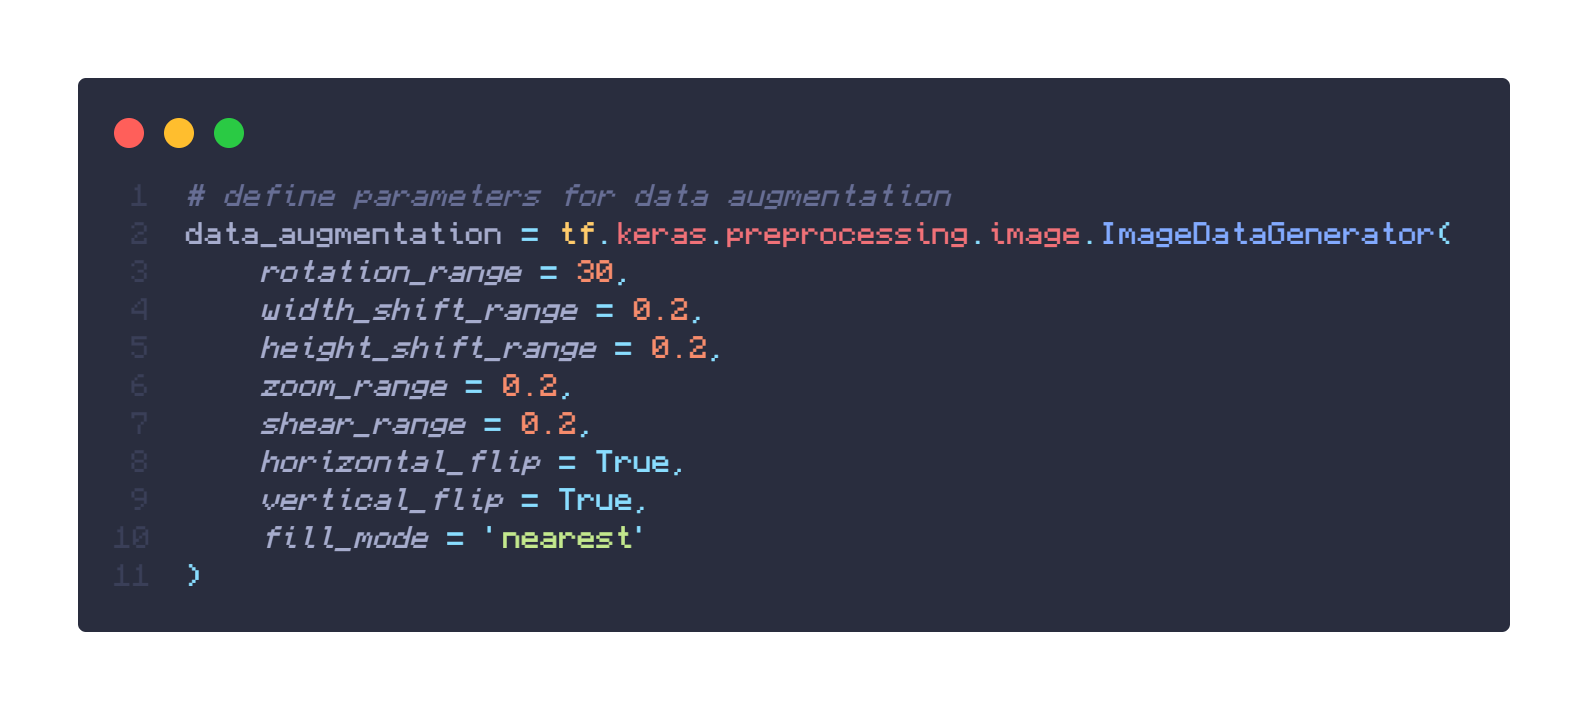 1 # define parameters for data augmentation
2 data_augmentation = tf.keras.preprocessing.image.ImageDataGenerator(
3     rotation_range = 30,
4     width_shift_range = 0.2,
5     height_shift_range = 0.2,
6     zoom_range = 0.2,
7     shear_range = 0.2,
8     horizontal_flip = True,
9     vertical_flip = True,
10     fill_mode = 'nearest'
11 )